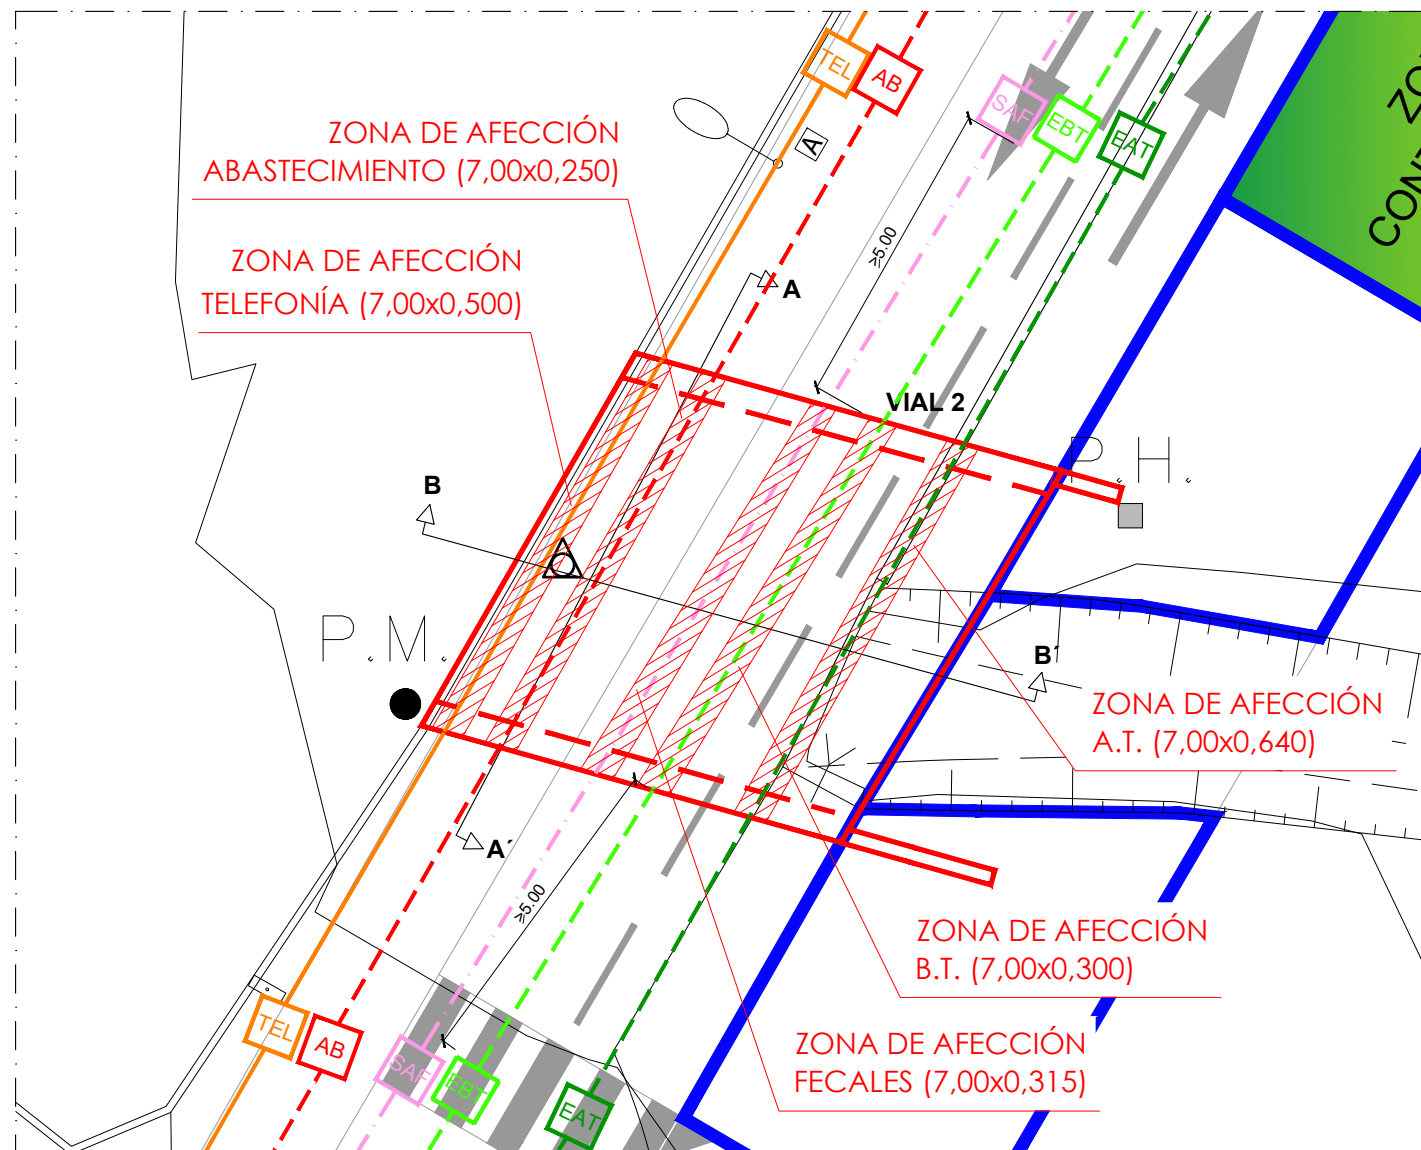 TEL
AB
SAF
EBT
EAT
ZONA DE AFECCIÓN
ABASTECIMIENTO (7,00x0,250)
A
ZONA DE AFECCIÓN
TELEFONÍA (7,00x0,500)
≥5.00
A
VIAL 2
P.H.
B
P.M.
B´
ZONA DE AFECCIÓN
A.T. (7,00x0,640)
A´
≥5.00
ZONA DE AFECCIÓN
B.T. (7,00x0,300)
ZONA DE AFECCIÓN
FECALES (7,00x0,315)
TEL
AB
SAF
EBT
EAT